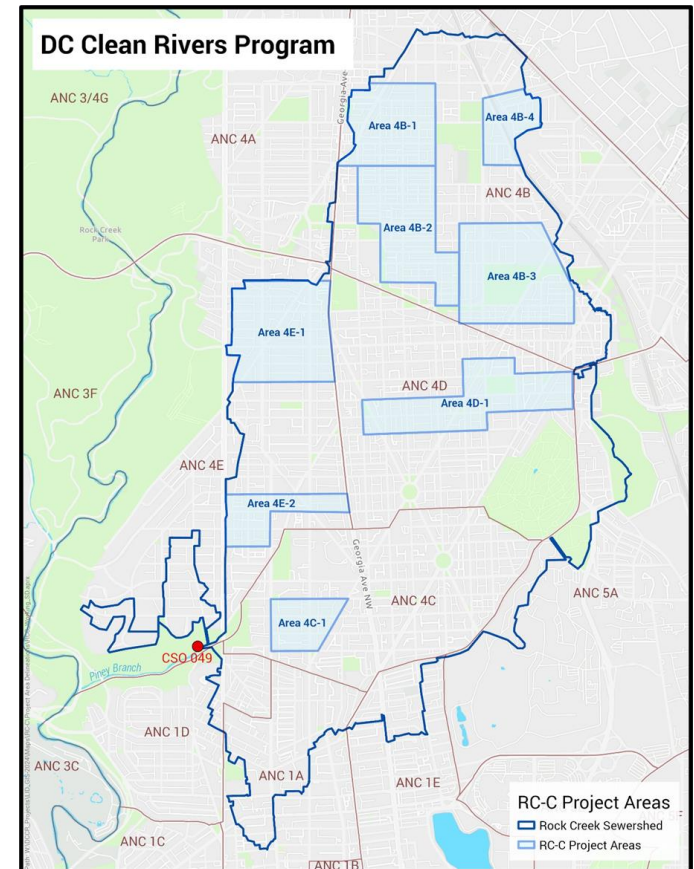 DC Clean Rivers Program
Georgia Ave
ANC 3/4G
ANC 4A
Area 4B-1
Area 4B-4
ANC 4B
Rock Creek
Park
Area 4B-2
Area 4B-3
Area 4E-1
ANC 4D
ANC 3F
Area 4D-1
ANC 4E
Area 4E-2
Georgia Ave NW
ANC 5A
ANC 4C
Area 4C-1
CSO 049
Piney Branch
ANC 1D
ANC 3C
ANC 1A
ANC 1E
ANC 1C
ANC 1B
RC-C Project Areas
Rock Creek Sewershed
RC-C Project Areas